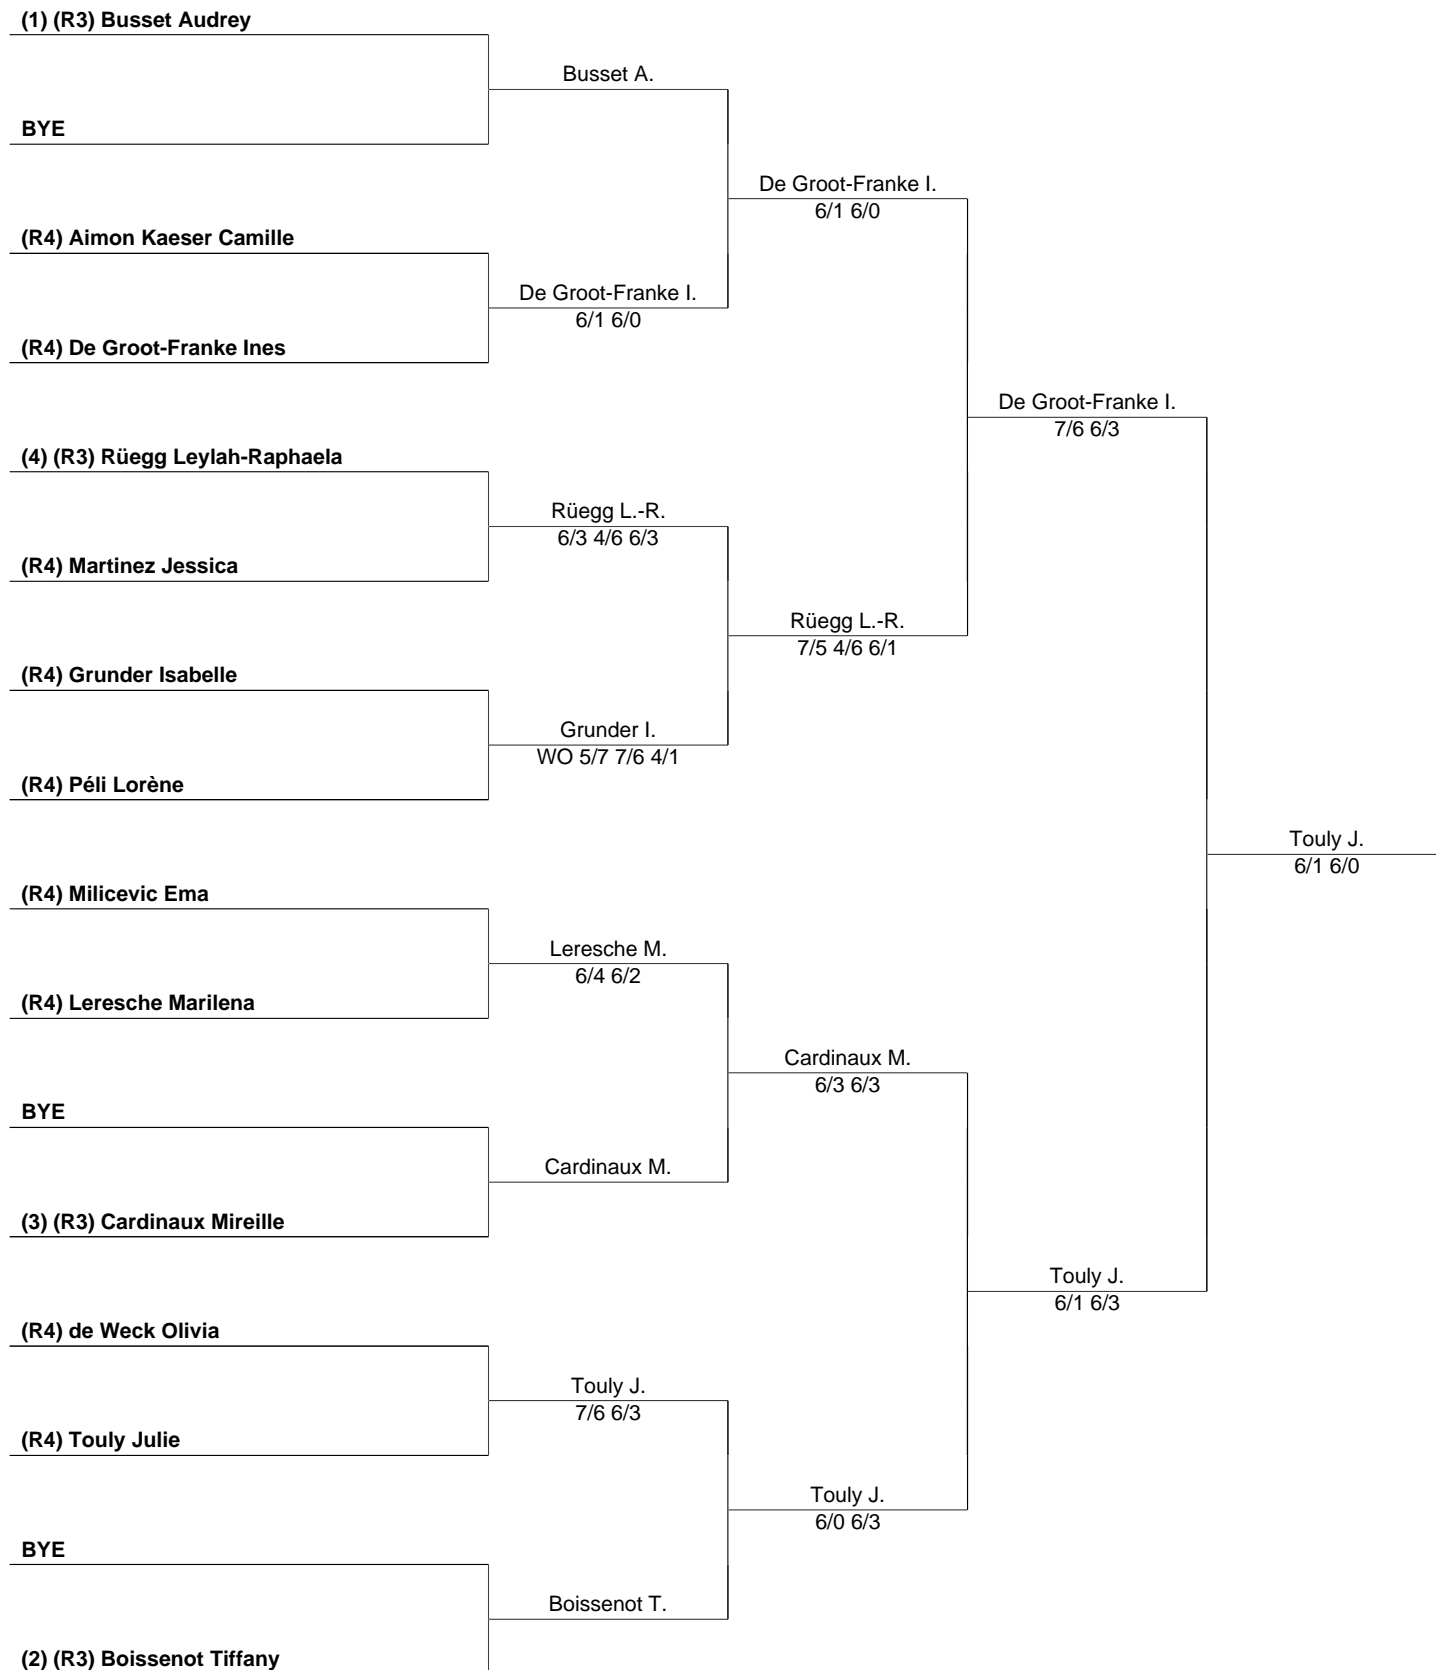 (1) (R3) Busset Audrey
Busset A.
BYE
De Groot-Franke I.
6/1 6/0
(R4) Aimon Kaeser Camille
De Groot-Franke I.
6/1 6/0
(R4) De Groot-Franke Ines
De Groot-Franke I.
7/6 6/3
(4) (R3) Rüegg Leylah-Raphaela
Rüegg L.-R.
6/3 4/6 6/3
(R4) Martinez Jessica
Rüegg L.-R.
7/5 4/6 6/1
(R4) Grunder Isabelle
Grunder I.
WO 5/7 7/6 4/1
(R4) Péli Lorène
Touly J.
6/1 6/0
(R4) Milicevic Ema
Leresche M.
6/4 6/2
(R4) Leresche Marilena
Cardinaux M.
6/3 6/3
BYE
Cardinaux M.
(3) (R3) Cardinaux Mireille
Touly J.
6/1 6/3
(R4) de Weck Olivia
Touly J.
7/6 6/3
(R4) Touly Julie
Touly J.
6/0 6/3
BYE
Boissenot T.
(2) (R3) Boissenot Tiffany